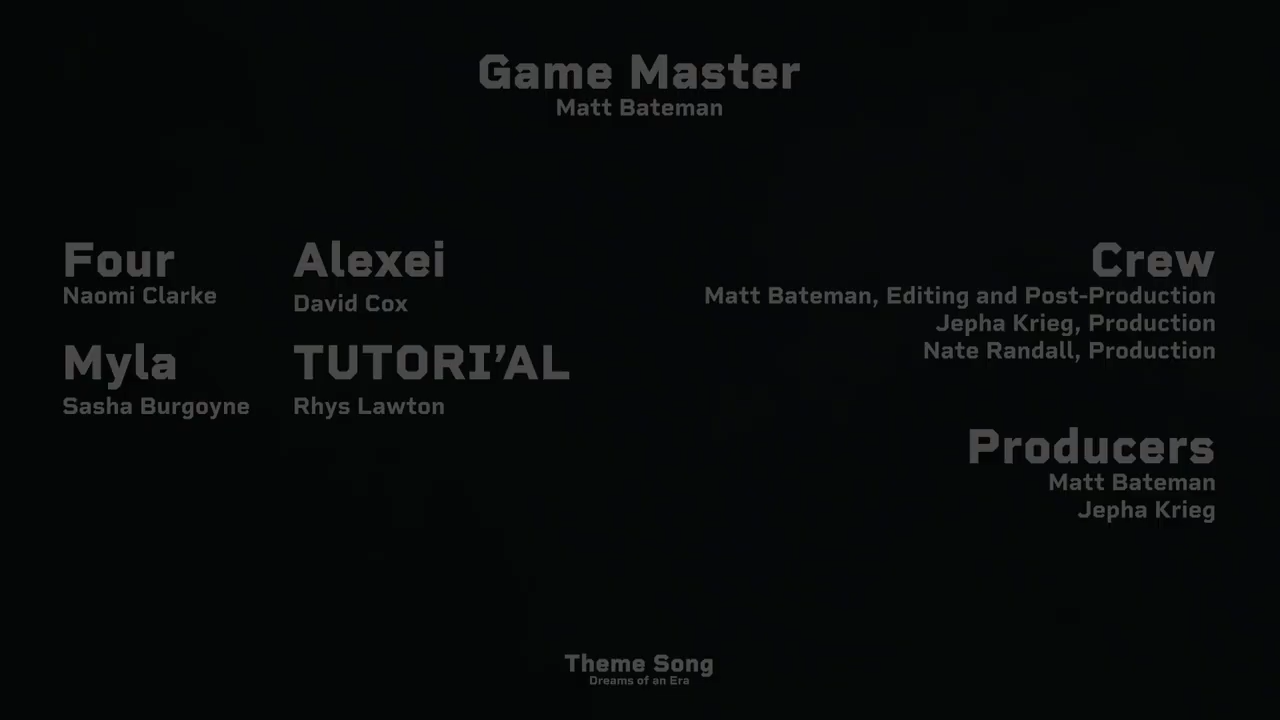 Game Master
Matt Bateman
Four
Naomi Clarke
Alexei
David Cox
Myla
Sasha Burgoyne
TUTORI’AL
Rhys Lawton
Crew
Matt Bateman, Editing and Post-Production
Jepha Krieg, Production
Nate Randall, Production
Producers
Matt Bateman
Jepha Krieg
Theme Song
Dreams of an Era